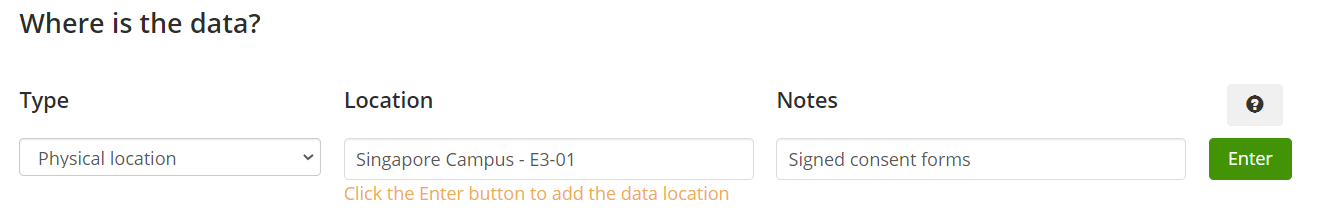 Where is the data?
Type Location Notes
Physical location Singapore Campus - E3-01 Signed consent forms Enter
Click the Enter button to add the data location